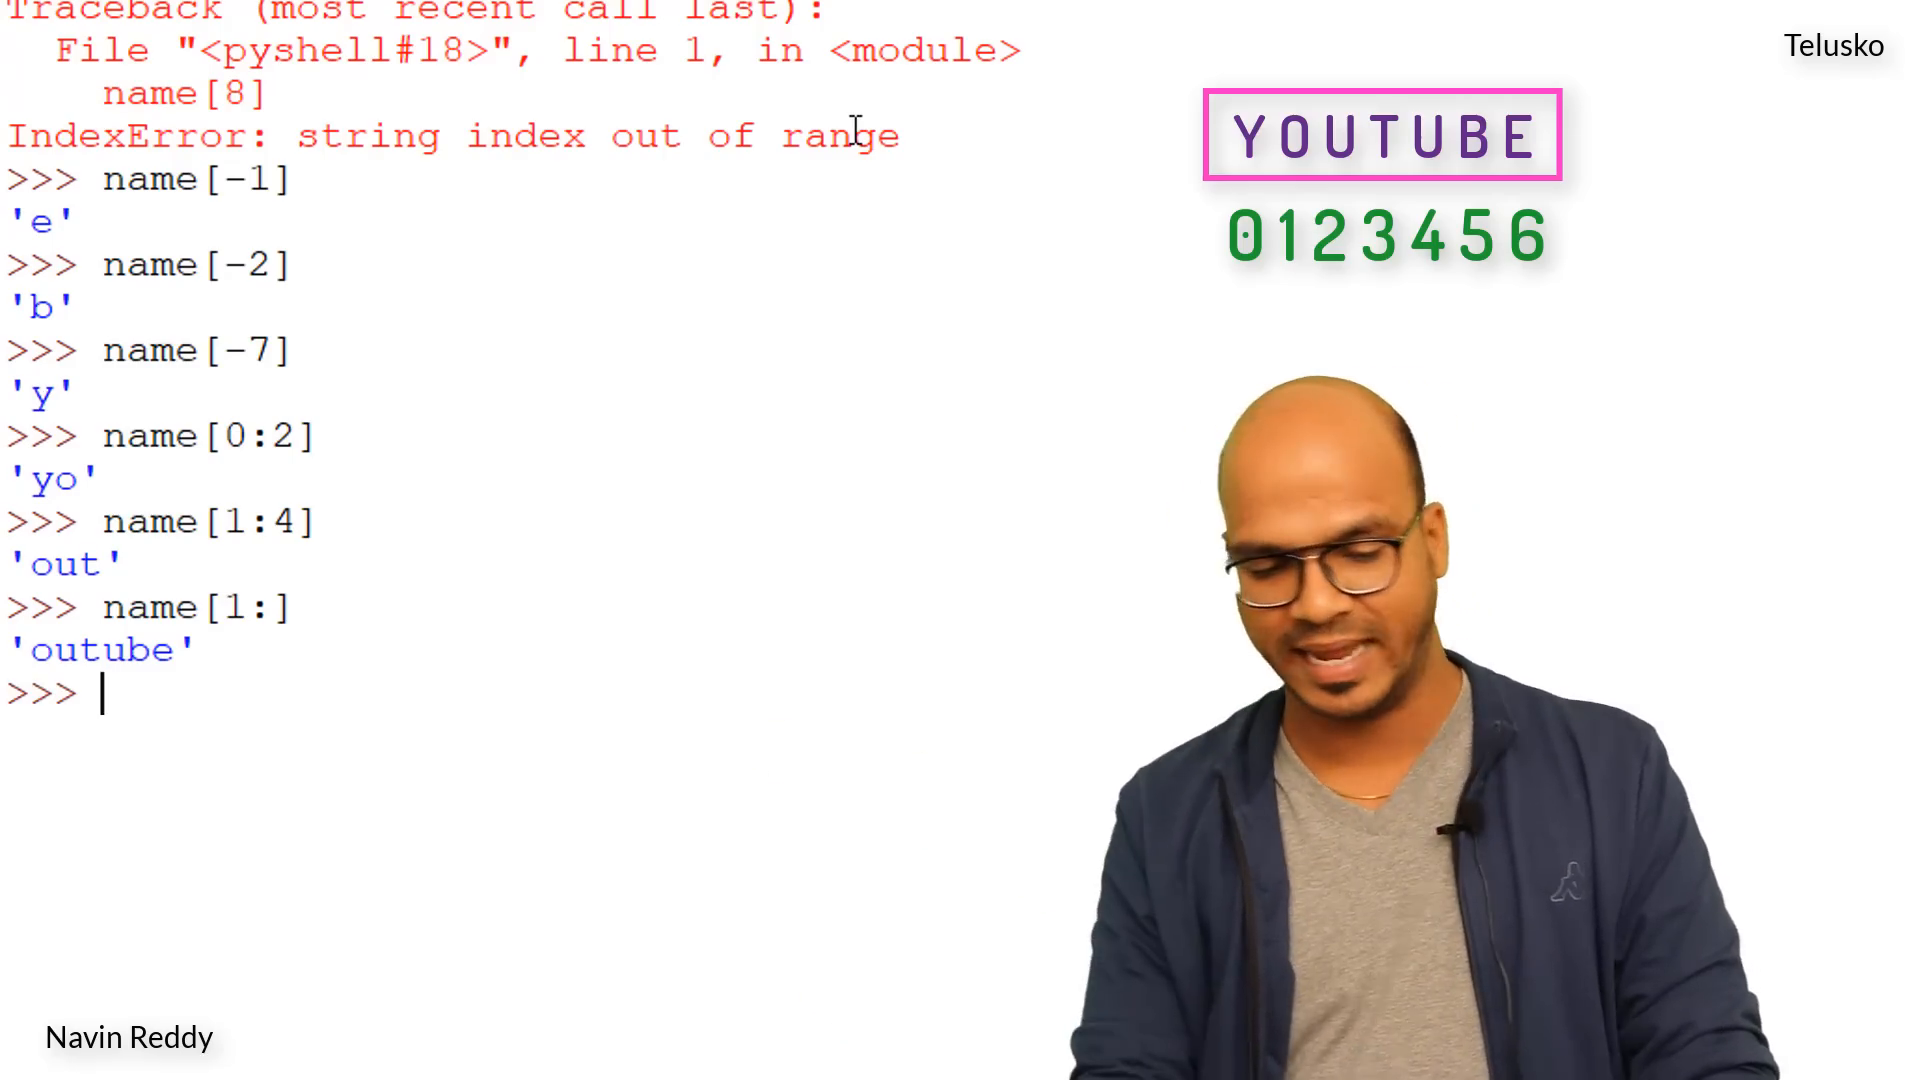 Traceback (most recent call last):
File "<pyshell#18>", line 1, in <module>
name[8]
IndexError: string index out of range
>>> name[-1]
'e'
>>> name[-2]
'b'
>>> name[-7]
'y'
>>> name[0:2]
'yo'
>>> name[1:4]
'out'
>>> name[1:]
'outube'
>>>
Telusko
YOUTUBE
0123456
Navin Reddy